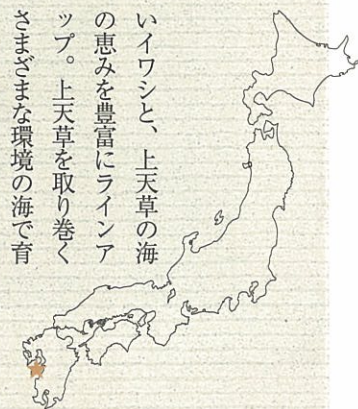 いイワシと、上天草の海
の恵みを豊富にラインア
ップ。上天草を取り巻く
さまざまな環境の海で育